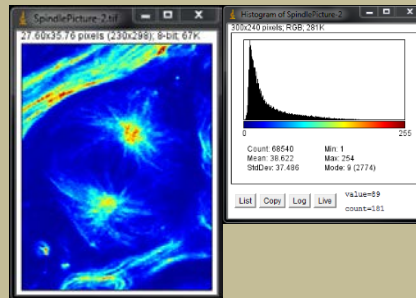 SpindlePicture-2.tif
27.60x35.76 pixels (230x298); 8-bit; 67K
Histogram of SpindlePicture-2
300x240 pixels; RGB; 281K
0 255
Count: 68540 Min: 1
Mean: 38.622 Max: 254
StdDev: 37.486 Mode: 9 (2774)
List Copy Log Live value=89
count=181